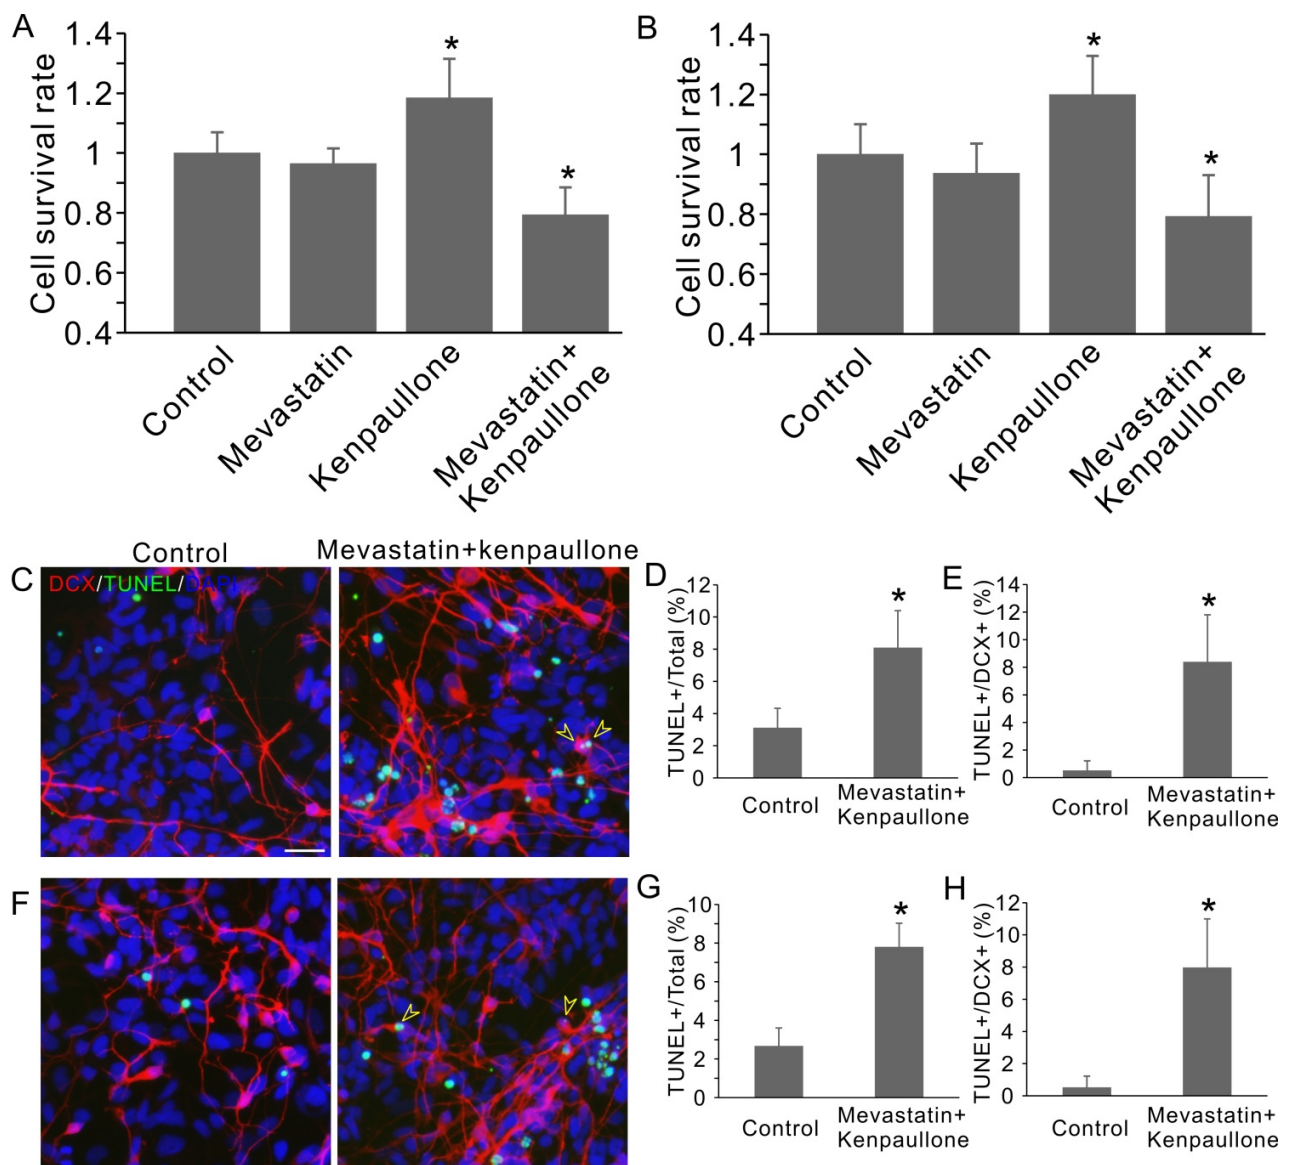 A
Cell survival rate
1.4
1.2
1
0.8
0.6
0.4
*
*
Control
Mevastatin
Kenpaullone
Mevastatin+
Kenpaullone
B
Cell survival rate
1.4
1.2
1
0.8
0.6
0.4
*
*
Control
Mevastatin
Kenpaullone
Mevastatin+
Kenpaullone
C
Control
Mevastatin+kenpaullone
DCX/TUNEL/DAPI
D
TUNEL+/Total (%)
12
10
8
6
4
2
0
*
Control
Mevastatin+
Kenpaullone
E
TUNEL+/DCX+ (%)
14
12
10
8
6
4
2
0
*
Control
Mevastatin+
Kenpaullone
F
G
TUNEL+/Total (%)
10
8
6
4
2
0
*
Control
Mevastatin+
Kenpaullone
H
TUNEL+/DCX+ (%)
12
10
8
6
4
2
0
*
Control
Mevastatin+
Kenpaullone